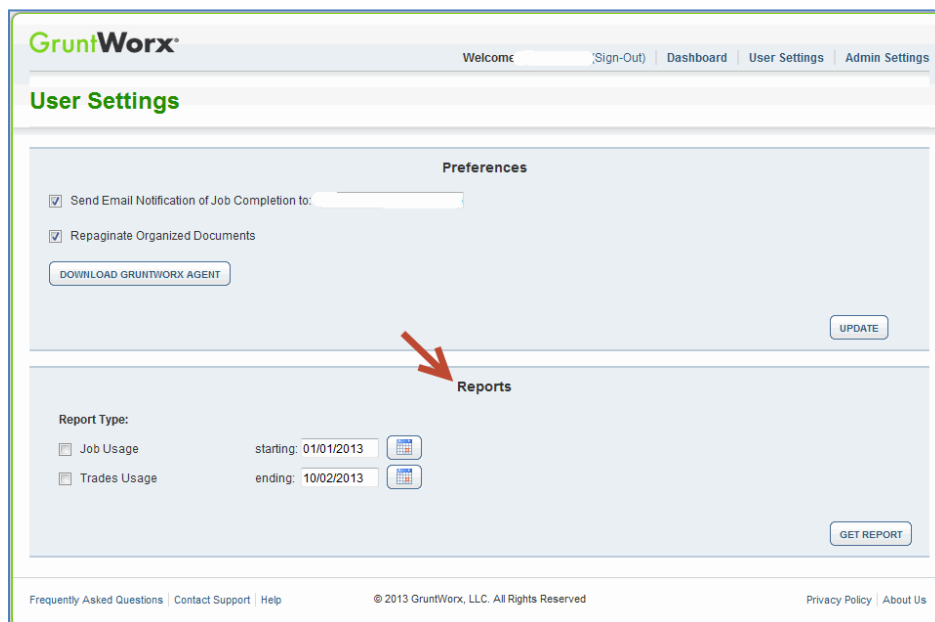 GruntWorx
Welcome (Sign-Out) Dashboard User Settings Admin Settings
User Settings
Preferences
Send Email Notification of Job Completion to:
Repaginate Organized Documents
DOWNLOAD GRUNTWORX AGENT
UPDATE
Reports
Report Type:
Job Usage starting: 01/01/2013
Trades Usage ending: 10/02/2013
GET REPORT
Frequently Asked Questions Contact Support Help © 2013 GruntWorx, LLC. All Rights Reserved Privacy Policy About Us